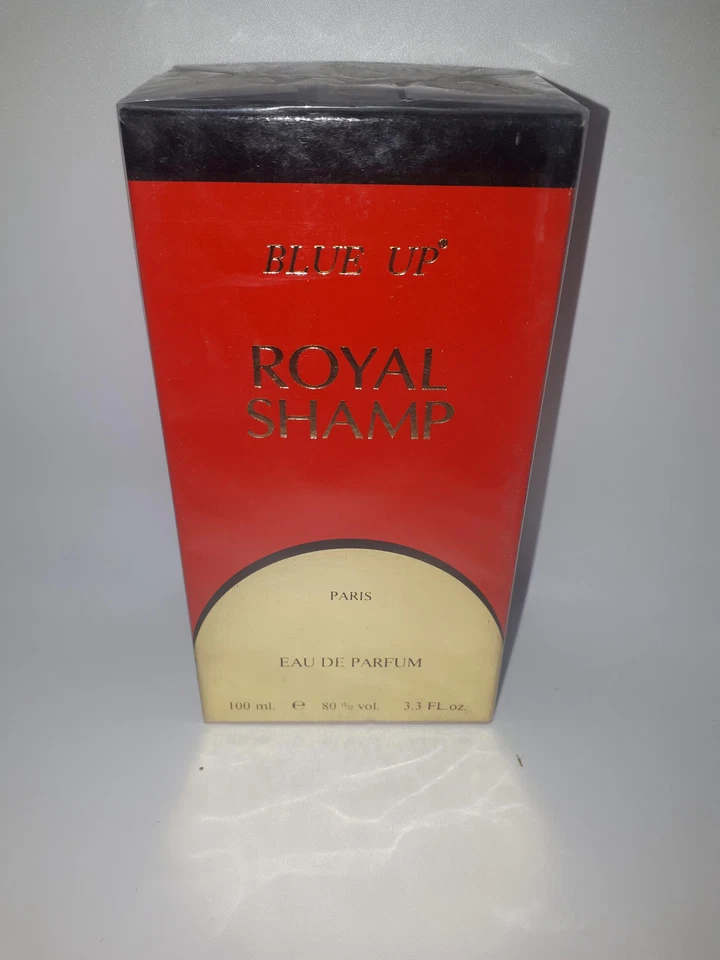 BLUE UP®
ROYAL
SHAMP
PARIS
EAU DE PARFUM
100 ml. ℮ 80 % vol. 3.3 FL.oz.